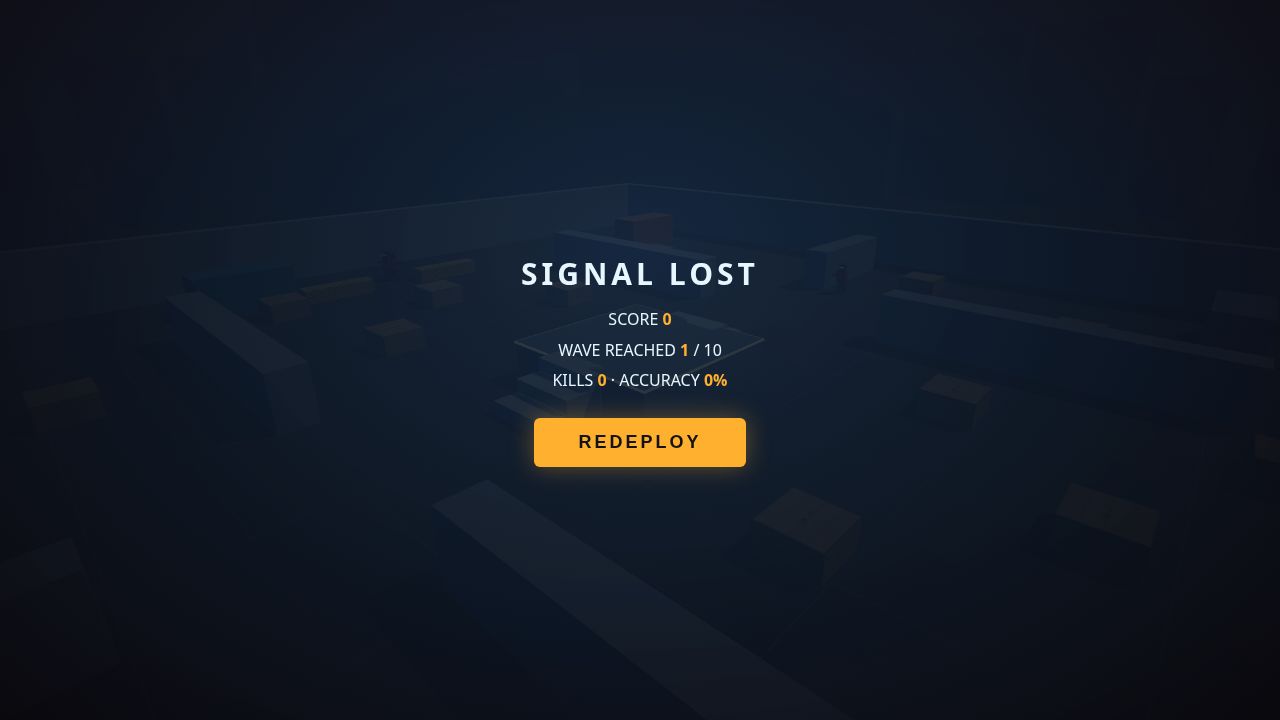 SIGNAL LOST
SCORE 0
WAVE REACHED 1 / 10
KILLS 0 · ACCURACY 0%
REDEPLOY